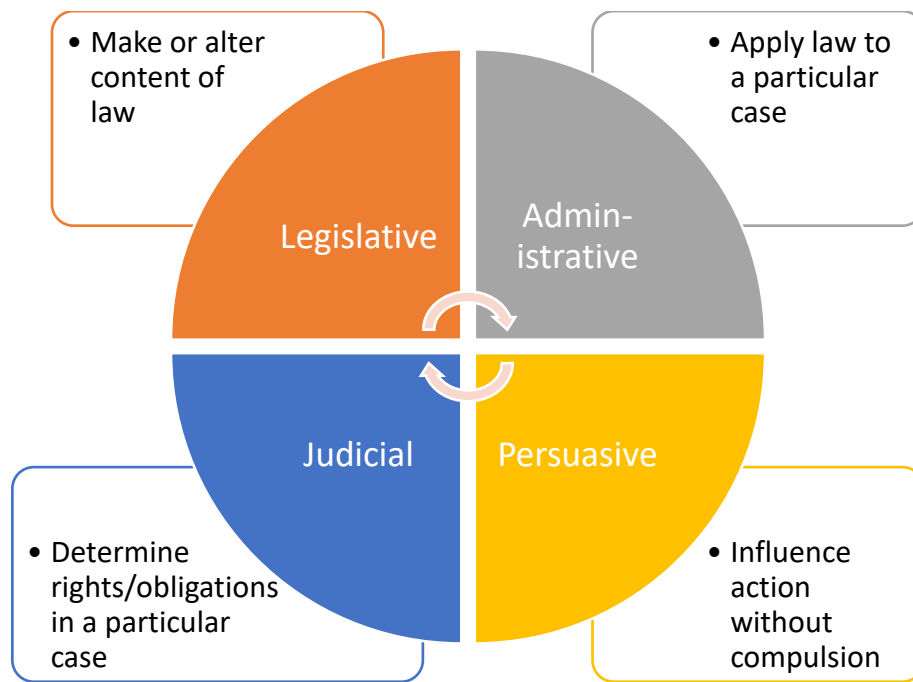 • Make or alter
content of
law
• Apply law to
a particular
case
Legislative
Admin-
istrative
Judicial
Persuasive
• Determine
rights/obligations
in a particular
case
• Influence
action
without
compulsion